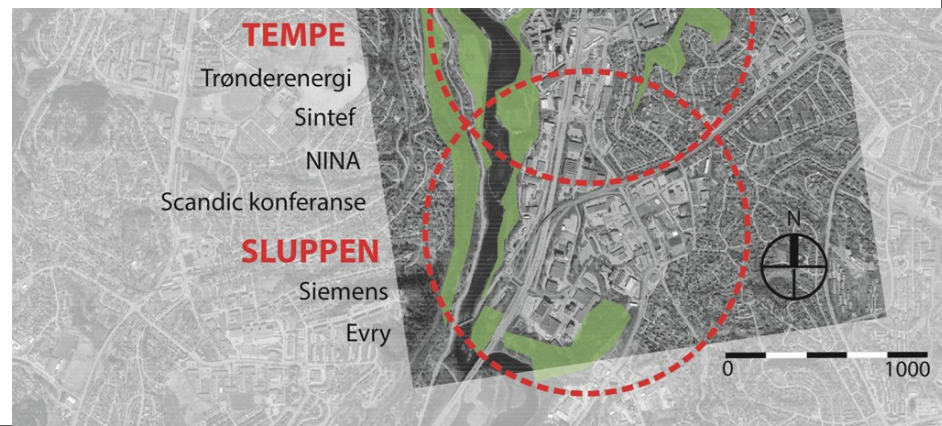 TEMPE
Trønderenergi
Sintef
NINA
Scandic konferanse
SLUPPEN
Siemens
Evry
N
0 1000